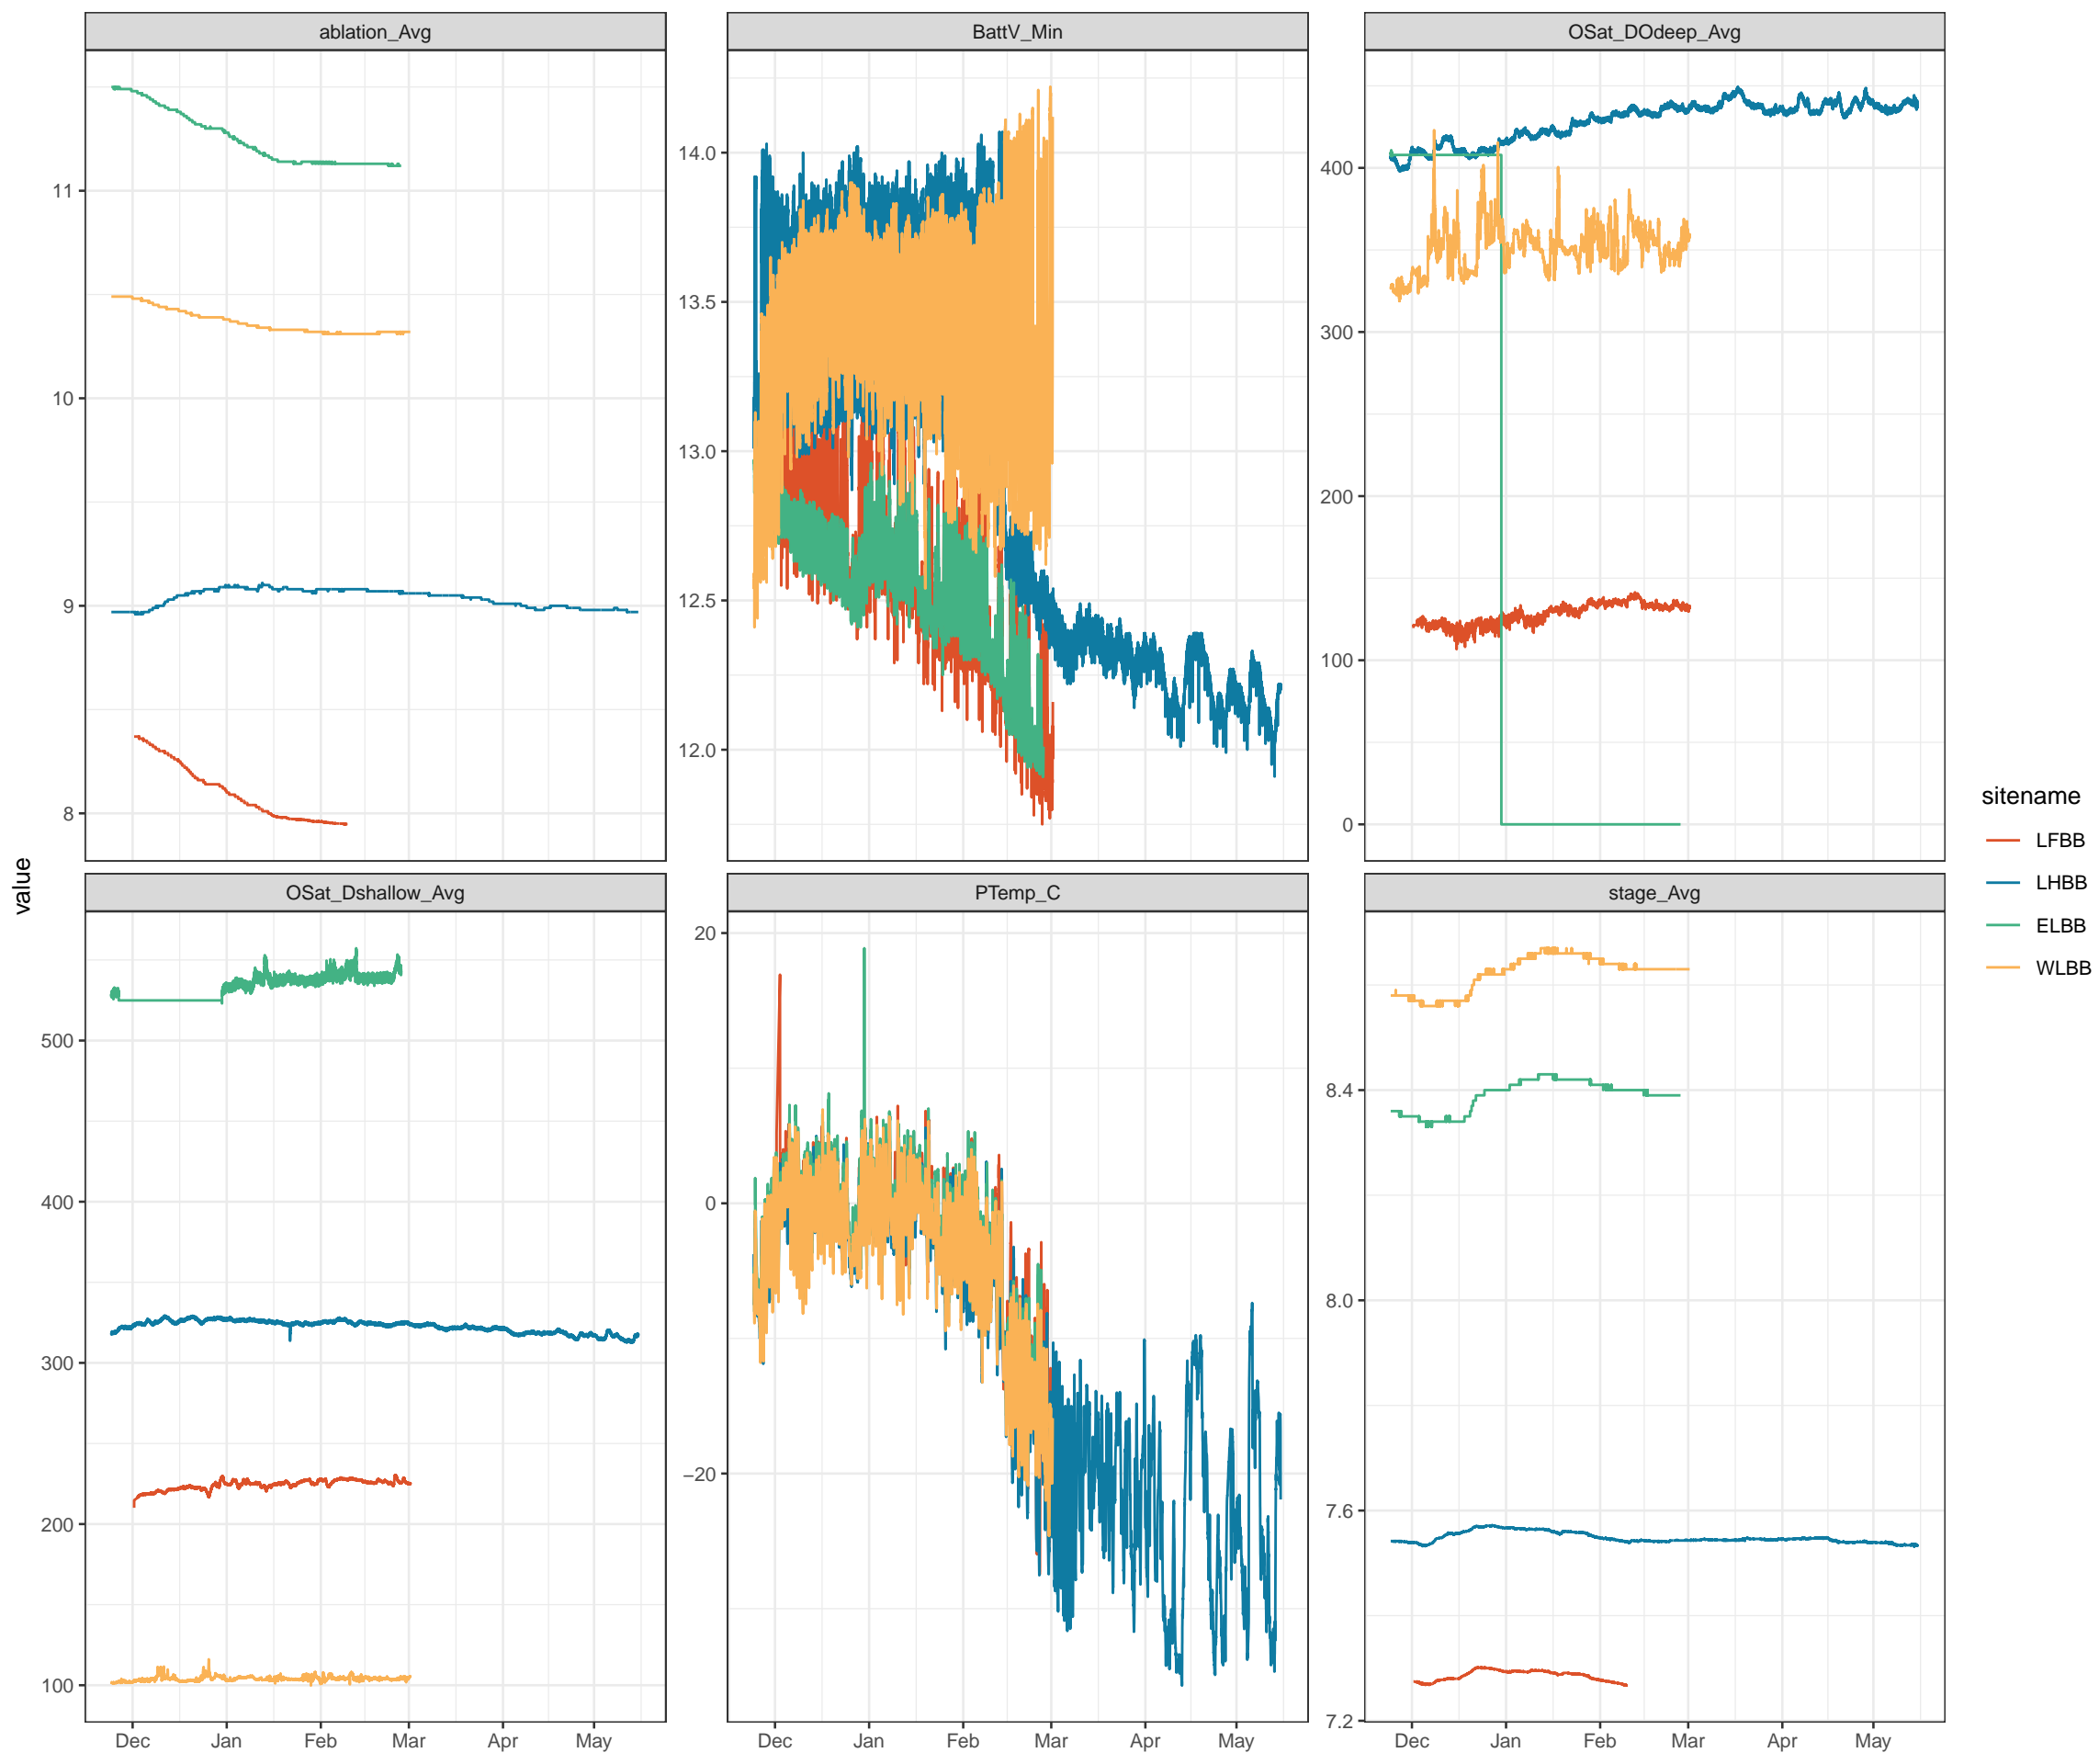 ablation_Avg
BattV_Min
OSat_DOdeep_Avg
11
10
9
8
14.0
13.5
13.0
12.5
12.0
400
300
200
100
0
value
OSat_Dshallow_Avg
PTemp_C
stage_Avg
500
400
300
200
100
20
0
−20
8.4
8.0
7.6
7.2
Dec Jan Feb Mar Apr May
Dec Jan Feb Mar Apr May
Dec Jan Feb Mar Apr May
sitename
LFBB
LHBB
ELBB
WLBB